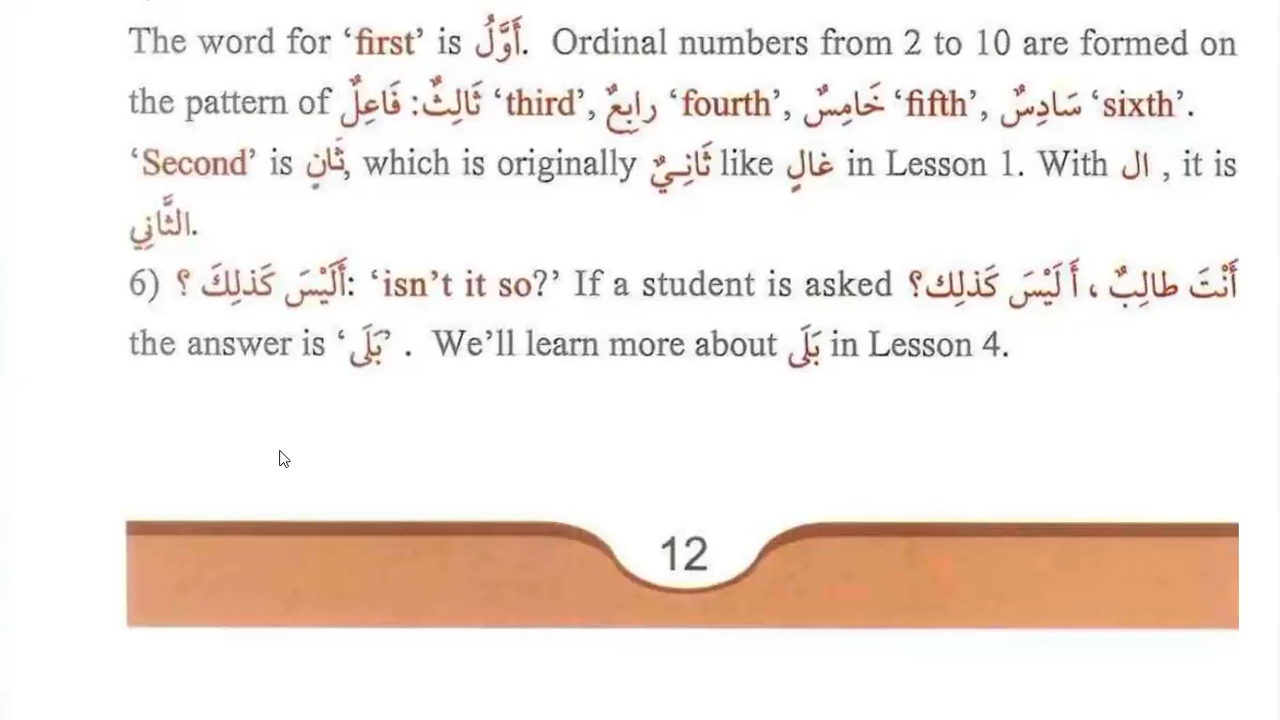 The word for ‘first’ is أَوَّلُ. Ordinal numbers from 2 to 10 are formed on
the pattern of فَاعِلٌ: ثَالِثٌ ‘third’, رابِعٌ ‘fourth’, خَامِسٌ ‘fifth’, سَادِسٌ ‘sixth’.
‘Second’ is ثَانٍ, which is originally ثَانِيٌ like غالٍ in Lesson 1. With ال , it is
الثَّانِي.
6) أَلَيْسَ كَذلِكَ ؟: ‘isn’t it so?’ If a student is asked أَنْتَ طالِبٌ ، أَ لَيْسَ كَذلِك؟
the answer is ‘بَلَى’ . We’ll learn more about بَلَى in Lesson 4.
12